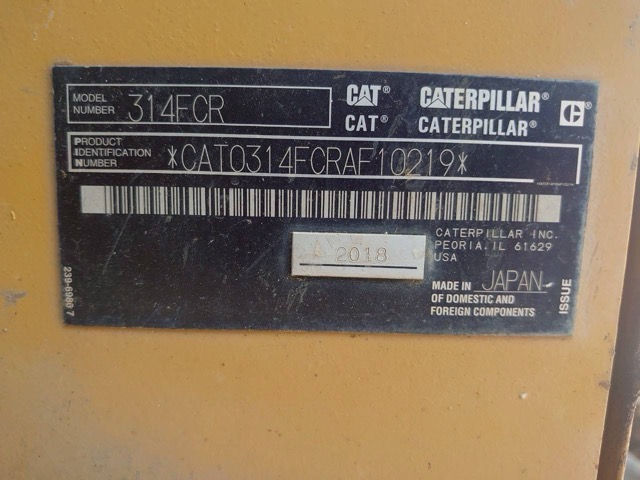 MODEL
NUMBER 314FCR
CAT® CATERPILLAR®
CAT® CATERPILLAR®
C
PRODUCT
IDENTIFICATION
NUMBER *CAT0314FCRAF10219*
CATERPILLAR INC.
PEORIA, IL 61629
USA
2018
MADE IN JAPAN
OF DOMESTIC AND
FOREIGN COMPONENTS
ISSUE